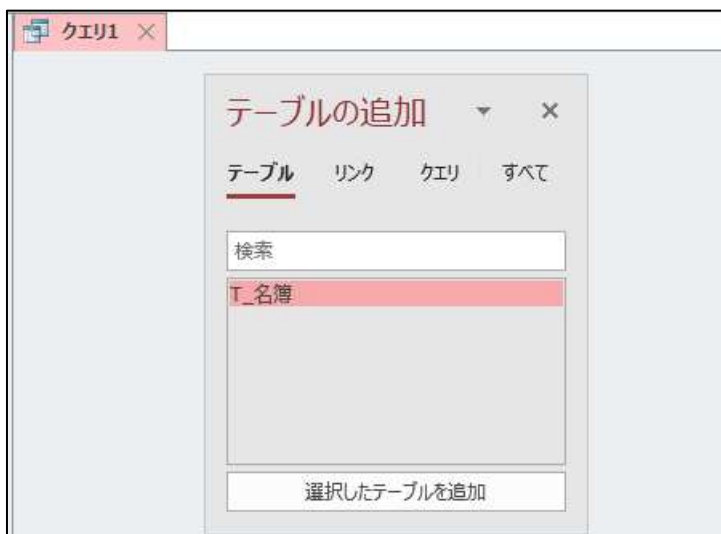 クエリ1
テーブルの追加
テーブル リンク クエリ すべて
検索
T_名簿
選択したテーブルを追加